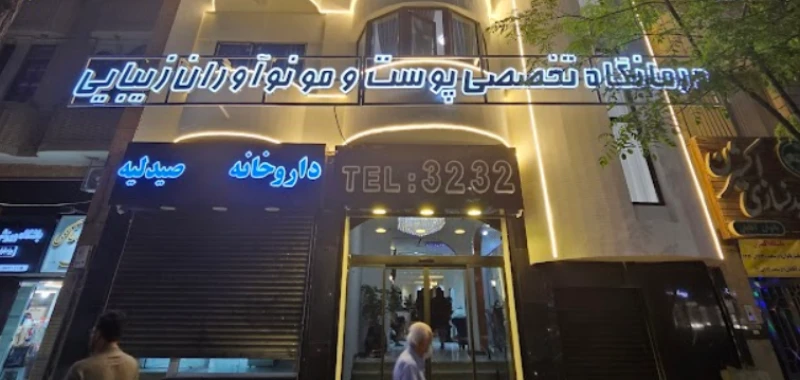 درمانگاه تخصصی پوست و مو نوآوران زیبایی
داروخانه صیدلیه
TEL:3232